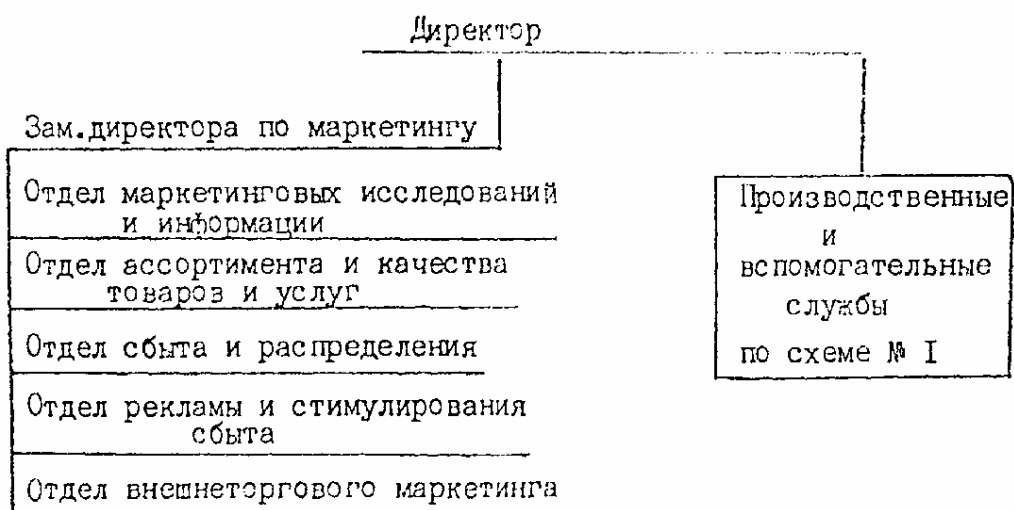 Директор
Зам.директора по маркетингу
Отдел маркетинговых исследований
и информации
Отдел ассортимента и качества
товаров и услуг
Отдел сбыта и распределения
Отдел рекламы и стимулирования
сбыта
Отдел внешнеторгового маркетинга
Производственные
и
вспомогательные
службы
по схеме № I